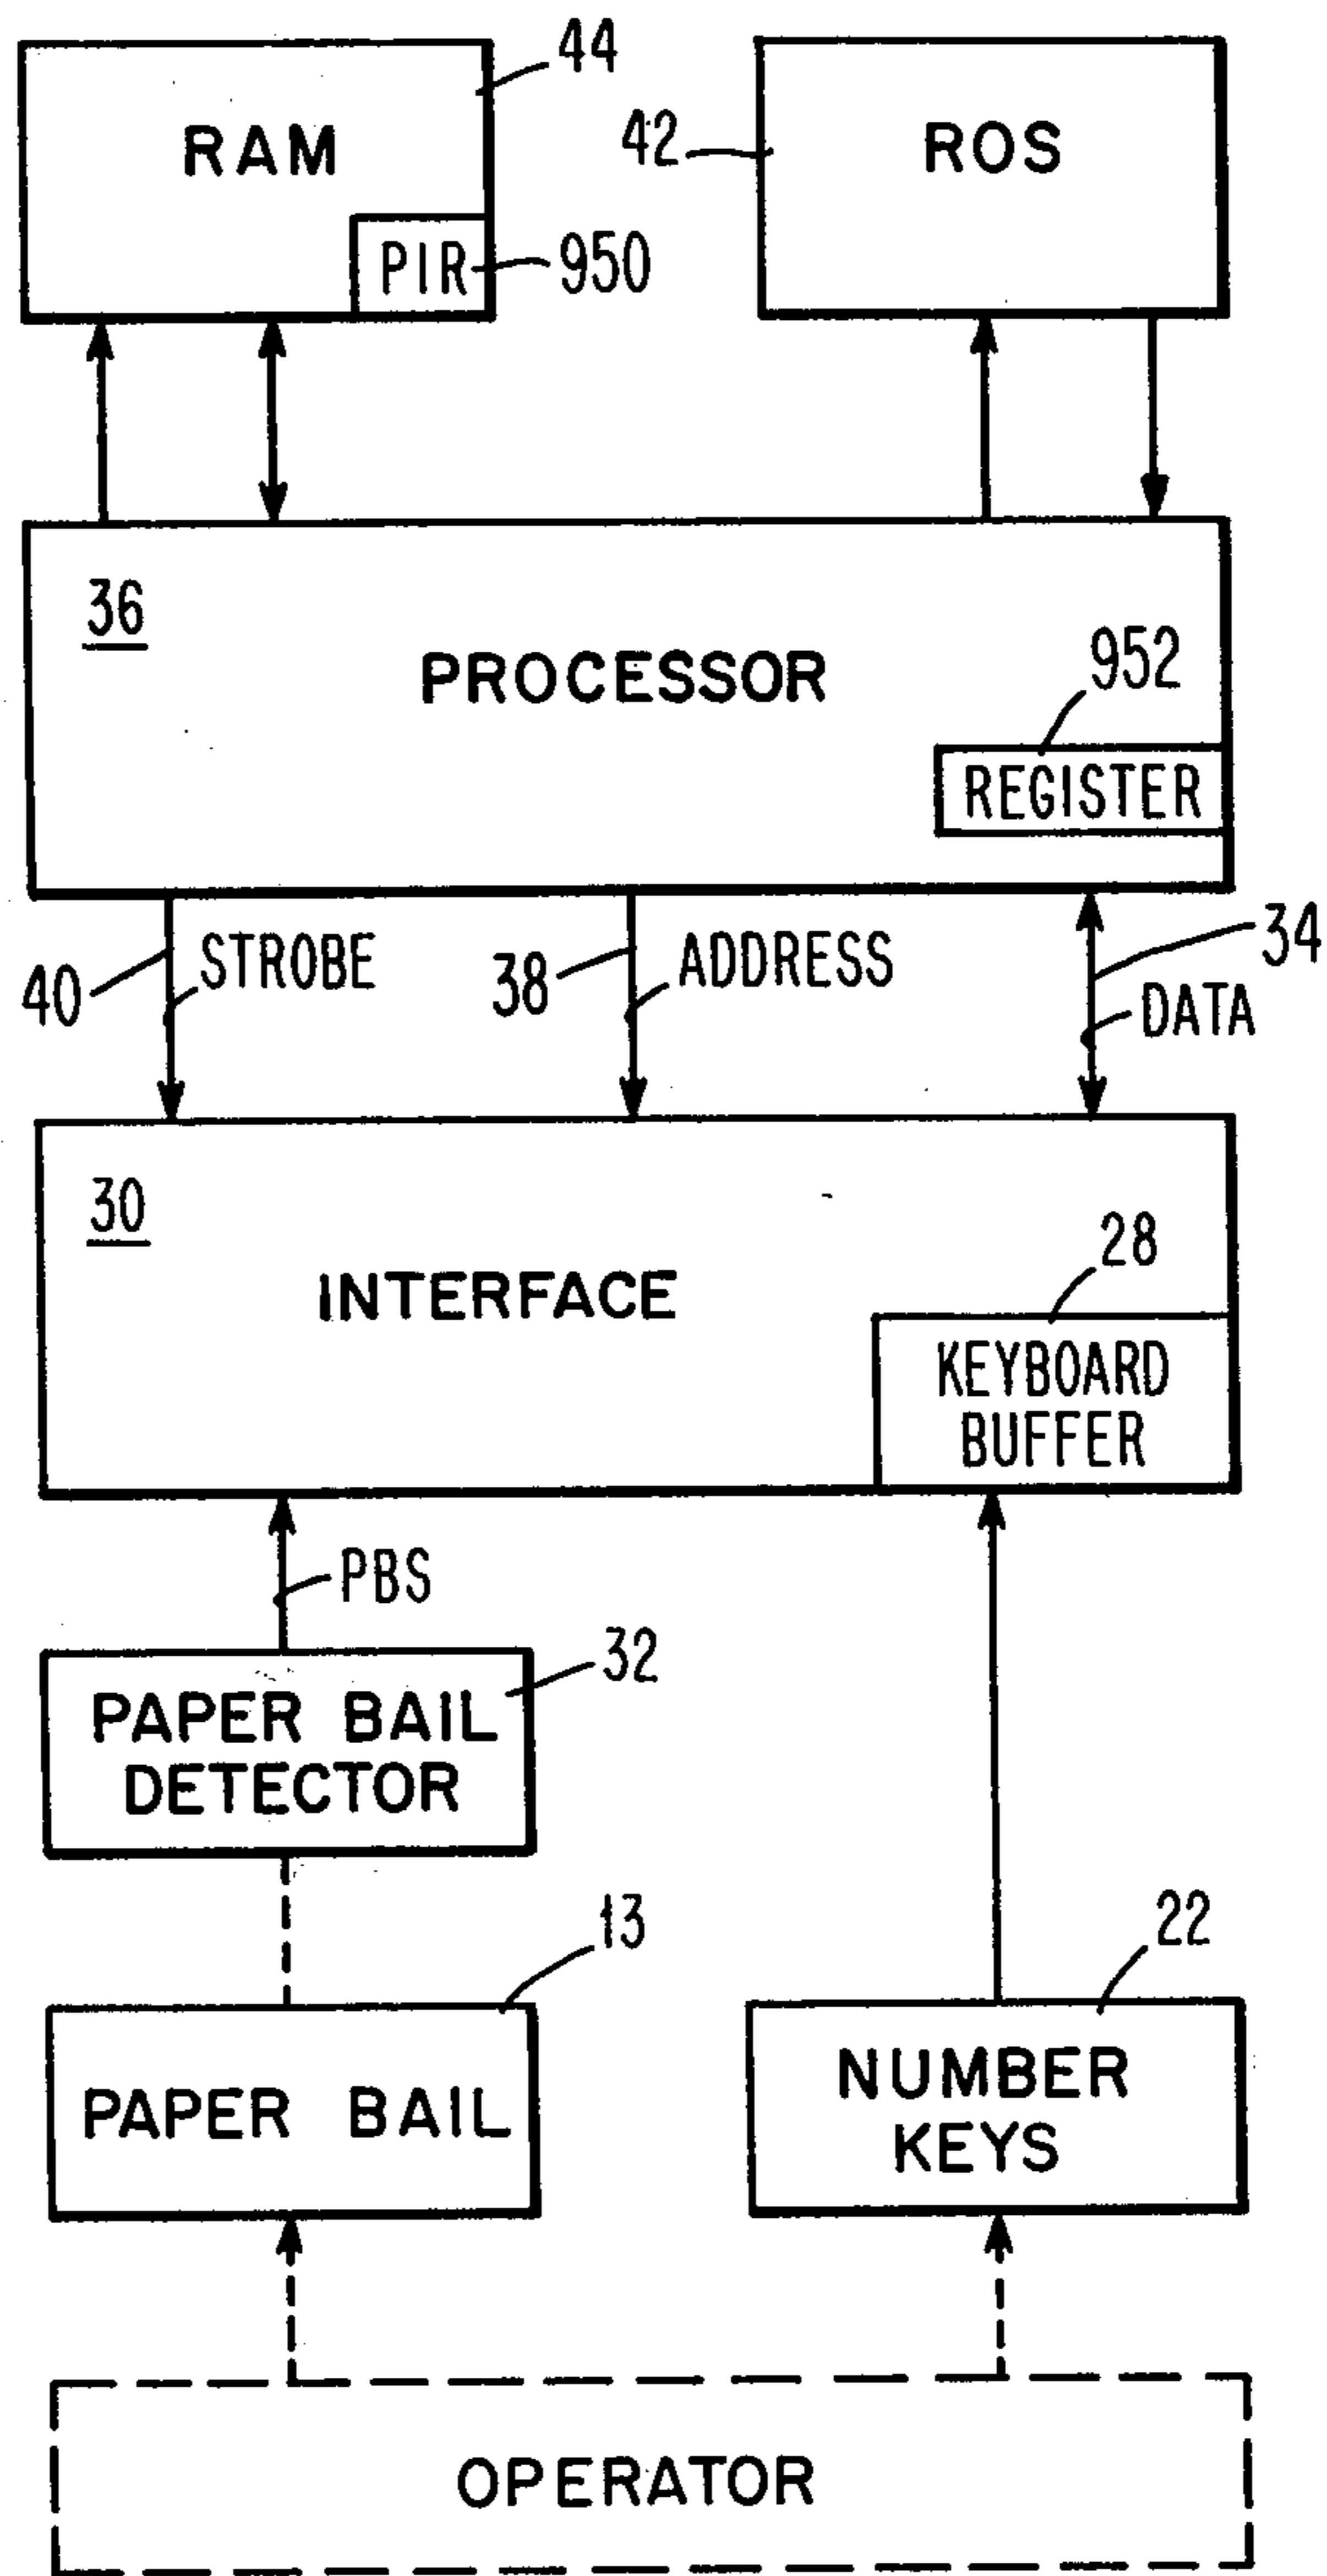 44
RAM
42
ROS
PIR
950
36
PROCESSOR
952
REGISTER
40
STROBE
38
ADDRESS
34
DATA
30
INTERFACE
28
KEYBOARD
BUFFER
PBS
32
PAPER BAIL
DETECTOR
13
22
PAPER BAIL
NUMBER
KEYS
OPERATOR